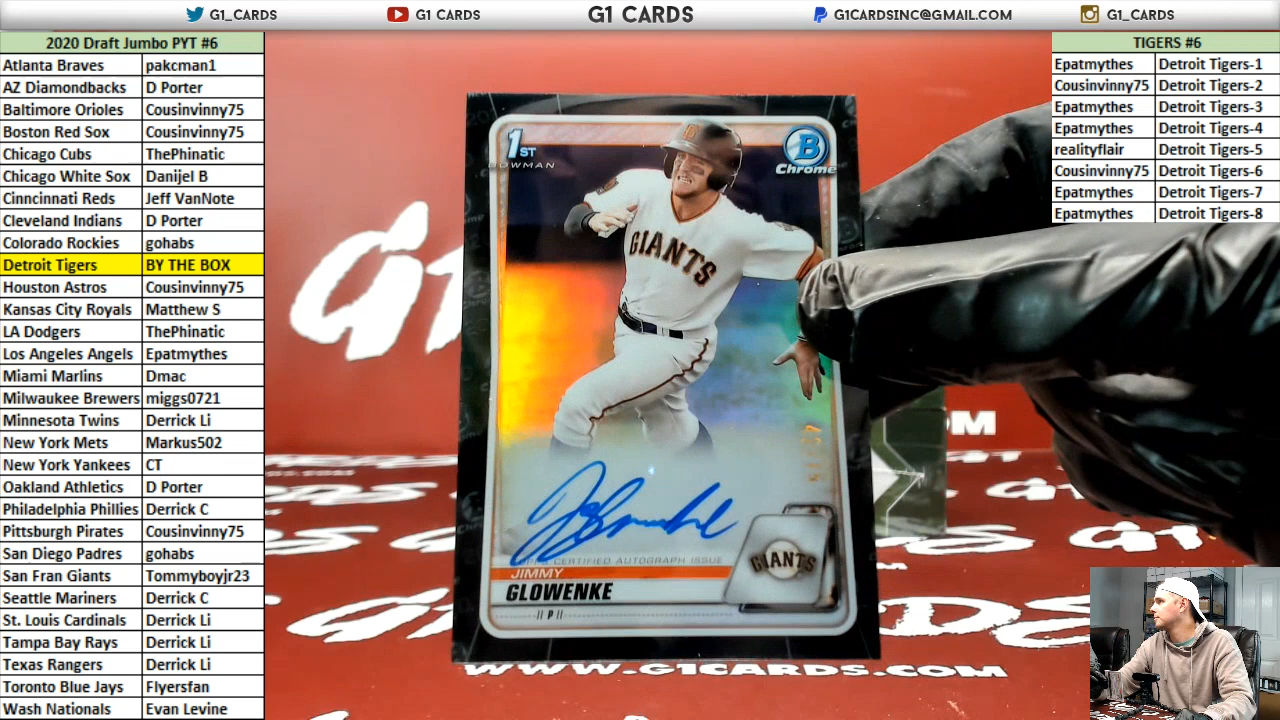 G1_CARDS
G1 CARDS
G1 CARDS
G1CARDSINC@GMAIL.COM
G1_CARDS
2020 Draft Jumbo PYT #6
Atlanta Braves pakcman1
AZ Diamondbacks D Porter
Baltimore Orioles Cousinvinny75
Boston Red Sox Cousinvinny75
Chicago Cubs ThePhinatic
Chicago White Sox Danijel B
Cinncinnati Reds Jeff VanNote
Cleveland Indians D Porter
Colorado Rockies gohabs
Detroit Tigers BY THE BOX
Houston Astros Cousinvinny75
Kansas City Royals Matthew S
LA Dodgers ThePhinatic
Los Angeles Angels Epatmythes
Miami Marlins Dmac
Milwaukee Brewers miggs0721
Minnesota Twins Derrick Li
New York Mets Markus502
New York Yankees CT
Oakland Athletics D Porter
Philadelphia Phillies Derrick C
Pittsburgh Pirates Cousinvinny75
San Diego Padres gohabs
San Fran Giants Tommyboyjr23
Seattle Mariners Derrick C
St. Louis Cardinals Derrick Li
Tampa Bay Rays Derrick Li
Texas Rangers Derrick Li
Toronto Blue Jays Flyersfan
Wash Nationals Evan Levine
TIGERS #6
Epatmythes Detroit Tigers-1
Cousinvinny75 Detroit Tigers-2
Epatmythes Detroit Tigers-3
Epatmythes Detroit Tigers-4
realityflair Detroit Tigers-5
Cousinvinny75 Detroit Tigers-6
Epatmythes Detroit Tigers-7
Epatmythes Detroit Tigers-8
1ST
BOWMAN
B
Chrome
GIANTS
CERTIFIED AUTOGRAPH ISSUE
JIMMY
GLOWENKE
P
GIANTS
WWW.G1CARDS.COM